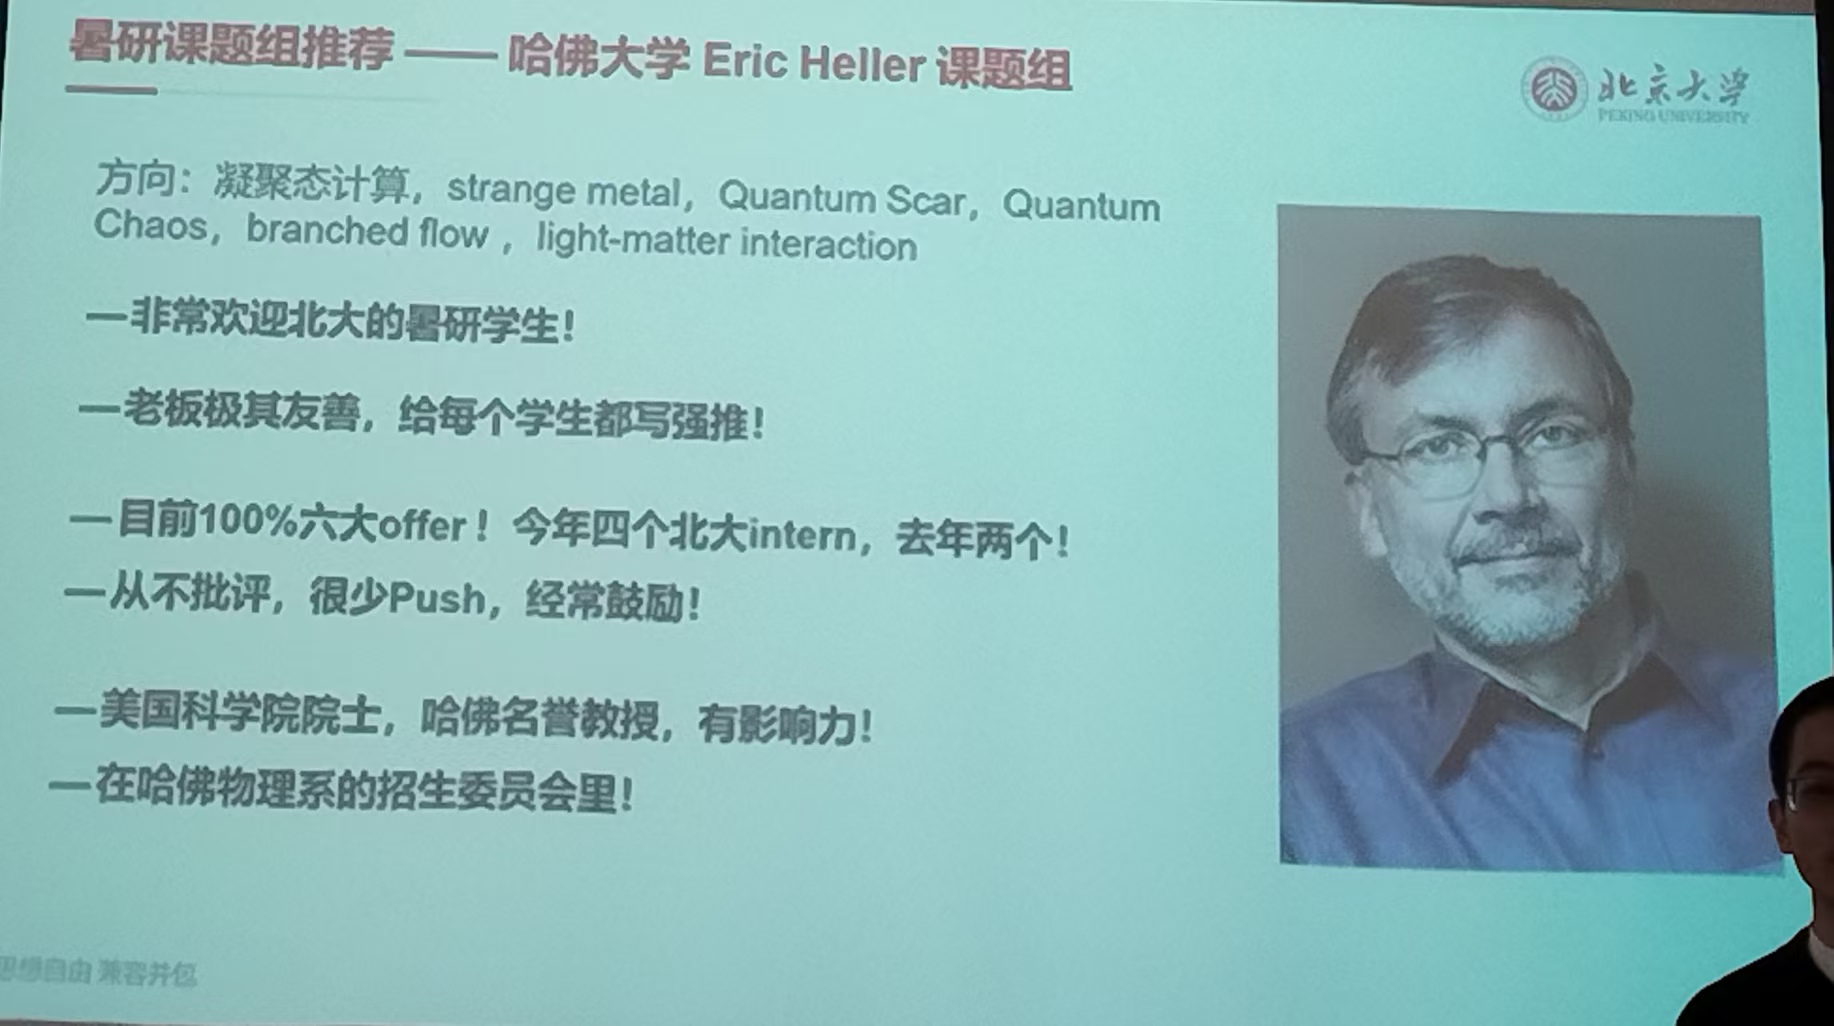 暑研课题组推荐 —— 哈佛大学 Eric Heller 课题组
北京大学
PEKING UNIVERSITY
方向：凝聚态计算，strange metal，Quantum Scar，Quantum
Chaos，branched flow ，light-matter interaction
—非常欢迎北大的暑研学生！
—老板极其友善，给每个学生都写强推！
—目前100%六大offer！今年四个北大intern，去年两个！
—从不批评，很少Push，经常鼓励！
—美国科学院院士，哈佛名誉教授，有影响力！
—在哈佛物理系的招生委员会里！
思想自由 兼容并包